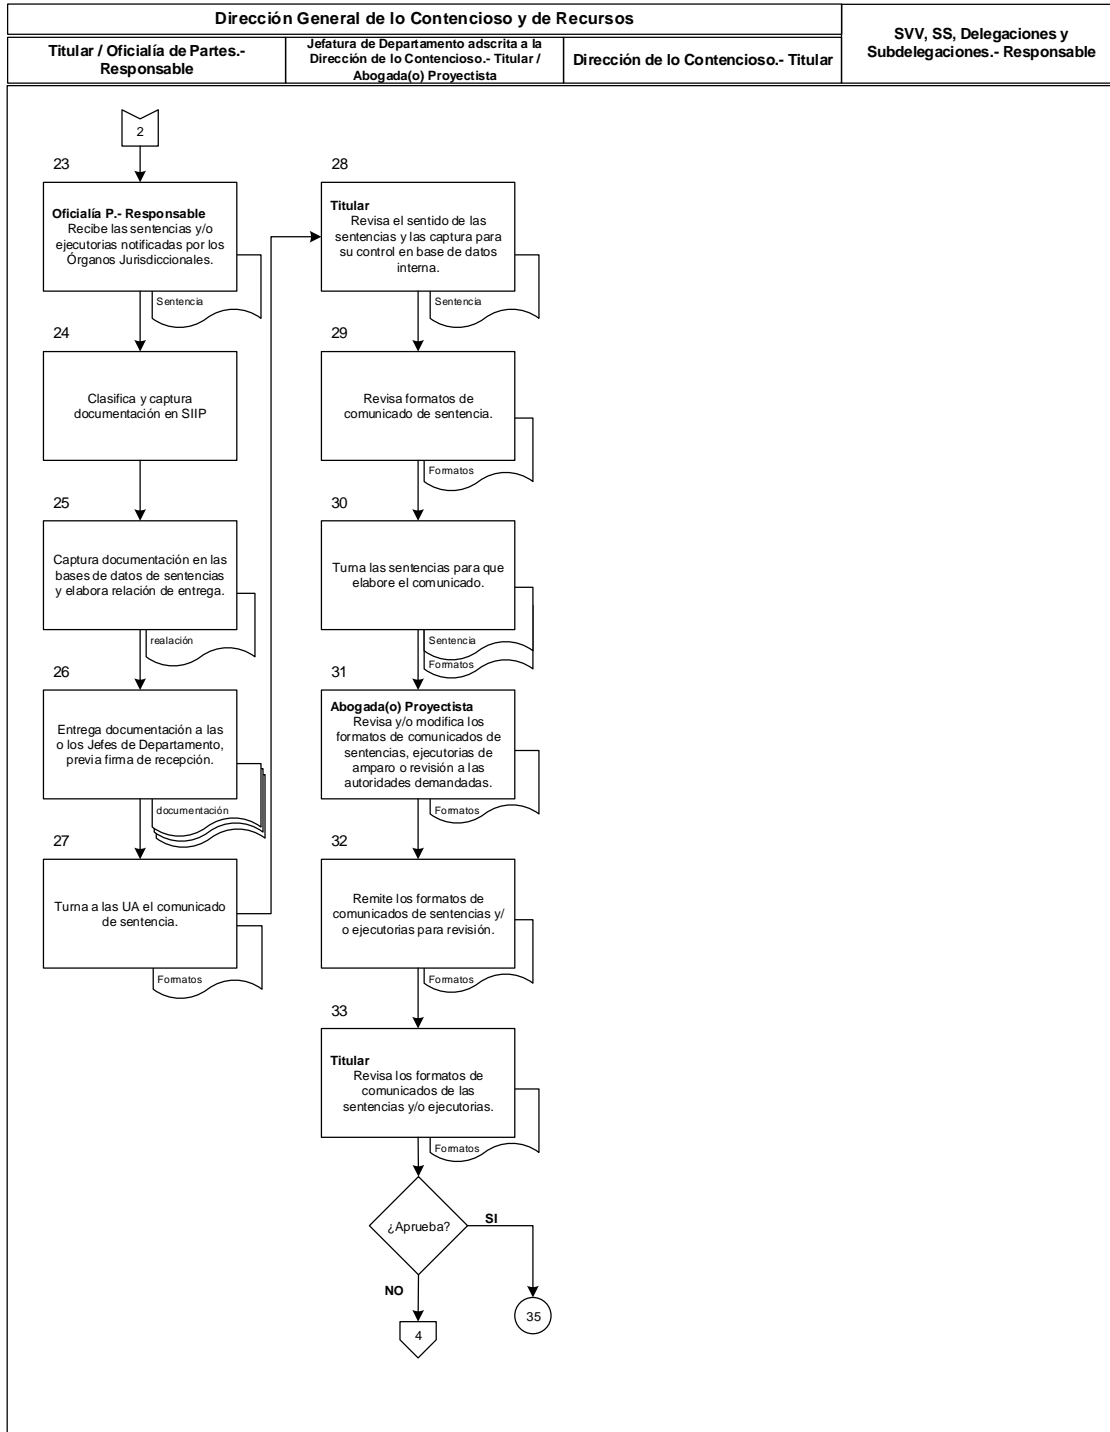 Dirección General de lo Contencioso y de Recursos
SVV, SS, Delegaciones y
Subdelegaciones.- Responsable
Titular / Oficialía de Partes.-
Responsable
Jefatura de Departamento adscrita a la
Dirección de lo Contencioso.- Titular /
Abogada(o) Proyectista
Dirección de lo Contencioso.- Titular
2
23
Oficialía P.- Responsable
Recibe las sentencias y/o
ejecutorias notificadas por los
Órganos Jurisdiccionales.
Sentencia
24
Clasifica y captura
documentación en SIIP
25
Captura documentación en las
bases de datos de sentencias
y elabora relación de entrega.
realación
26
Entrega documentación a las
o los Jefes de Departamento,
previa firma de recepción.
documentación
27
Turna a las UA el comunicado
de sentencia.
Formatos
28
Titular
Revisa el sentido de las
sentencias y las captura para
su control en base de datos
interna.
Sentencia
29
Revisa formatos de
comunicado de sentencia.
Formatos
30
Turna las sentencias para que
elabore el comunicado.
Sentencia
Formatos
31
Abogada(o) Proyectista
Revisa y/o modifica los
formatos de comunicados de
sentencias, ejecutorias de
amparo o revisión a las
autoridades demandadas.
Formatos
32
Remite los formatos de
comunicados de sentencias y/
o ejecutorias para revisión.
Formatos
33
Titular
Revisa los formatos de
comunicados de las
sentencias y/o ejecutorias.
Formatos
¿Aprueba?
SI
NO
35
4